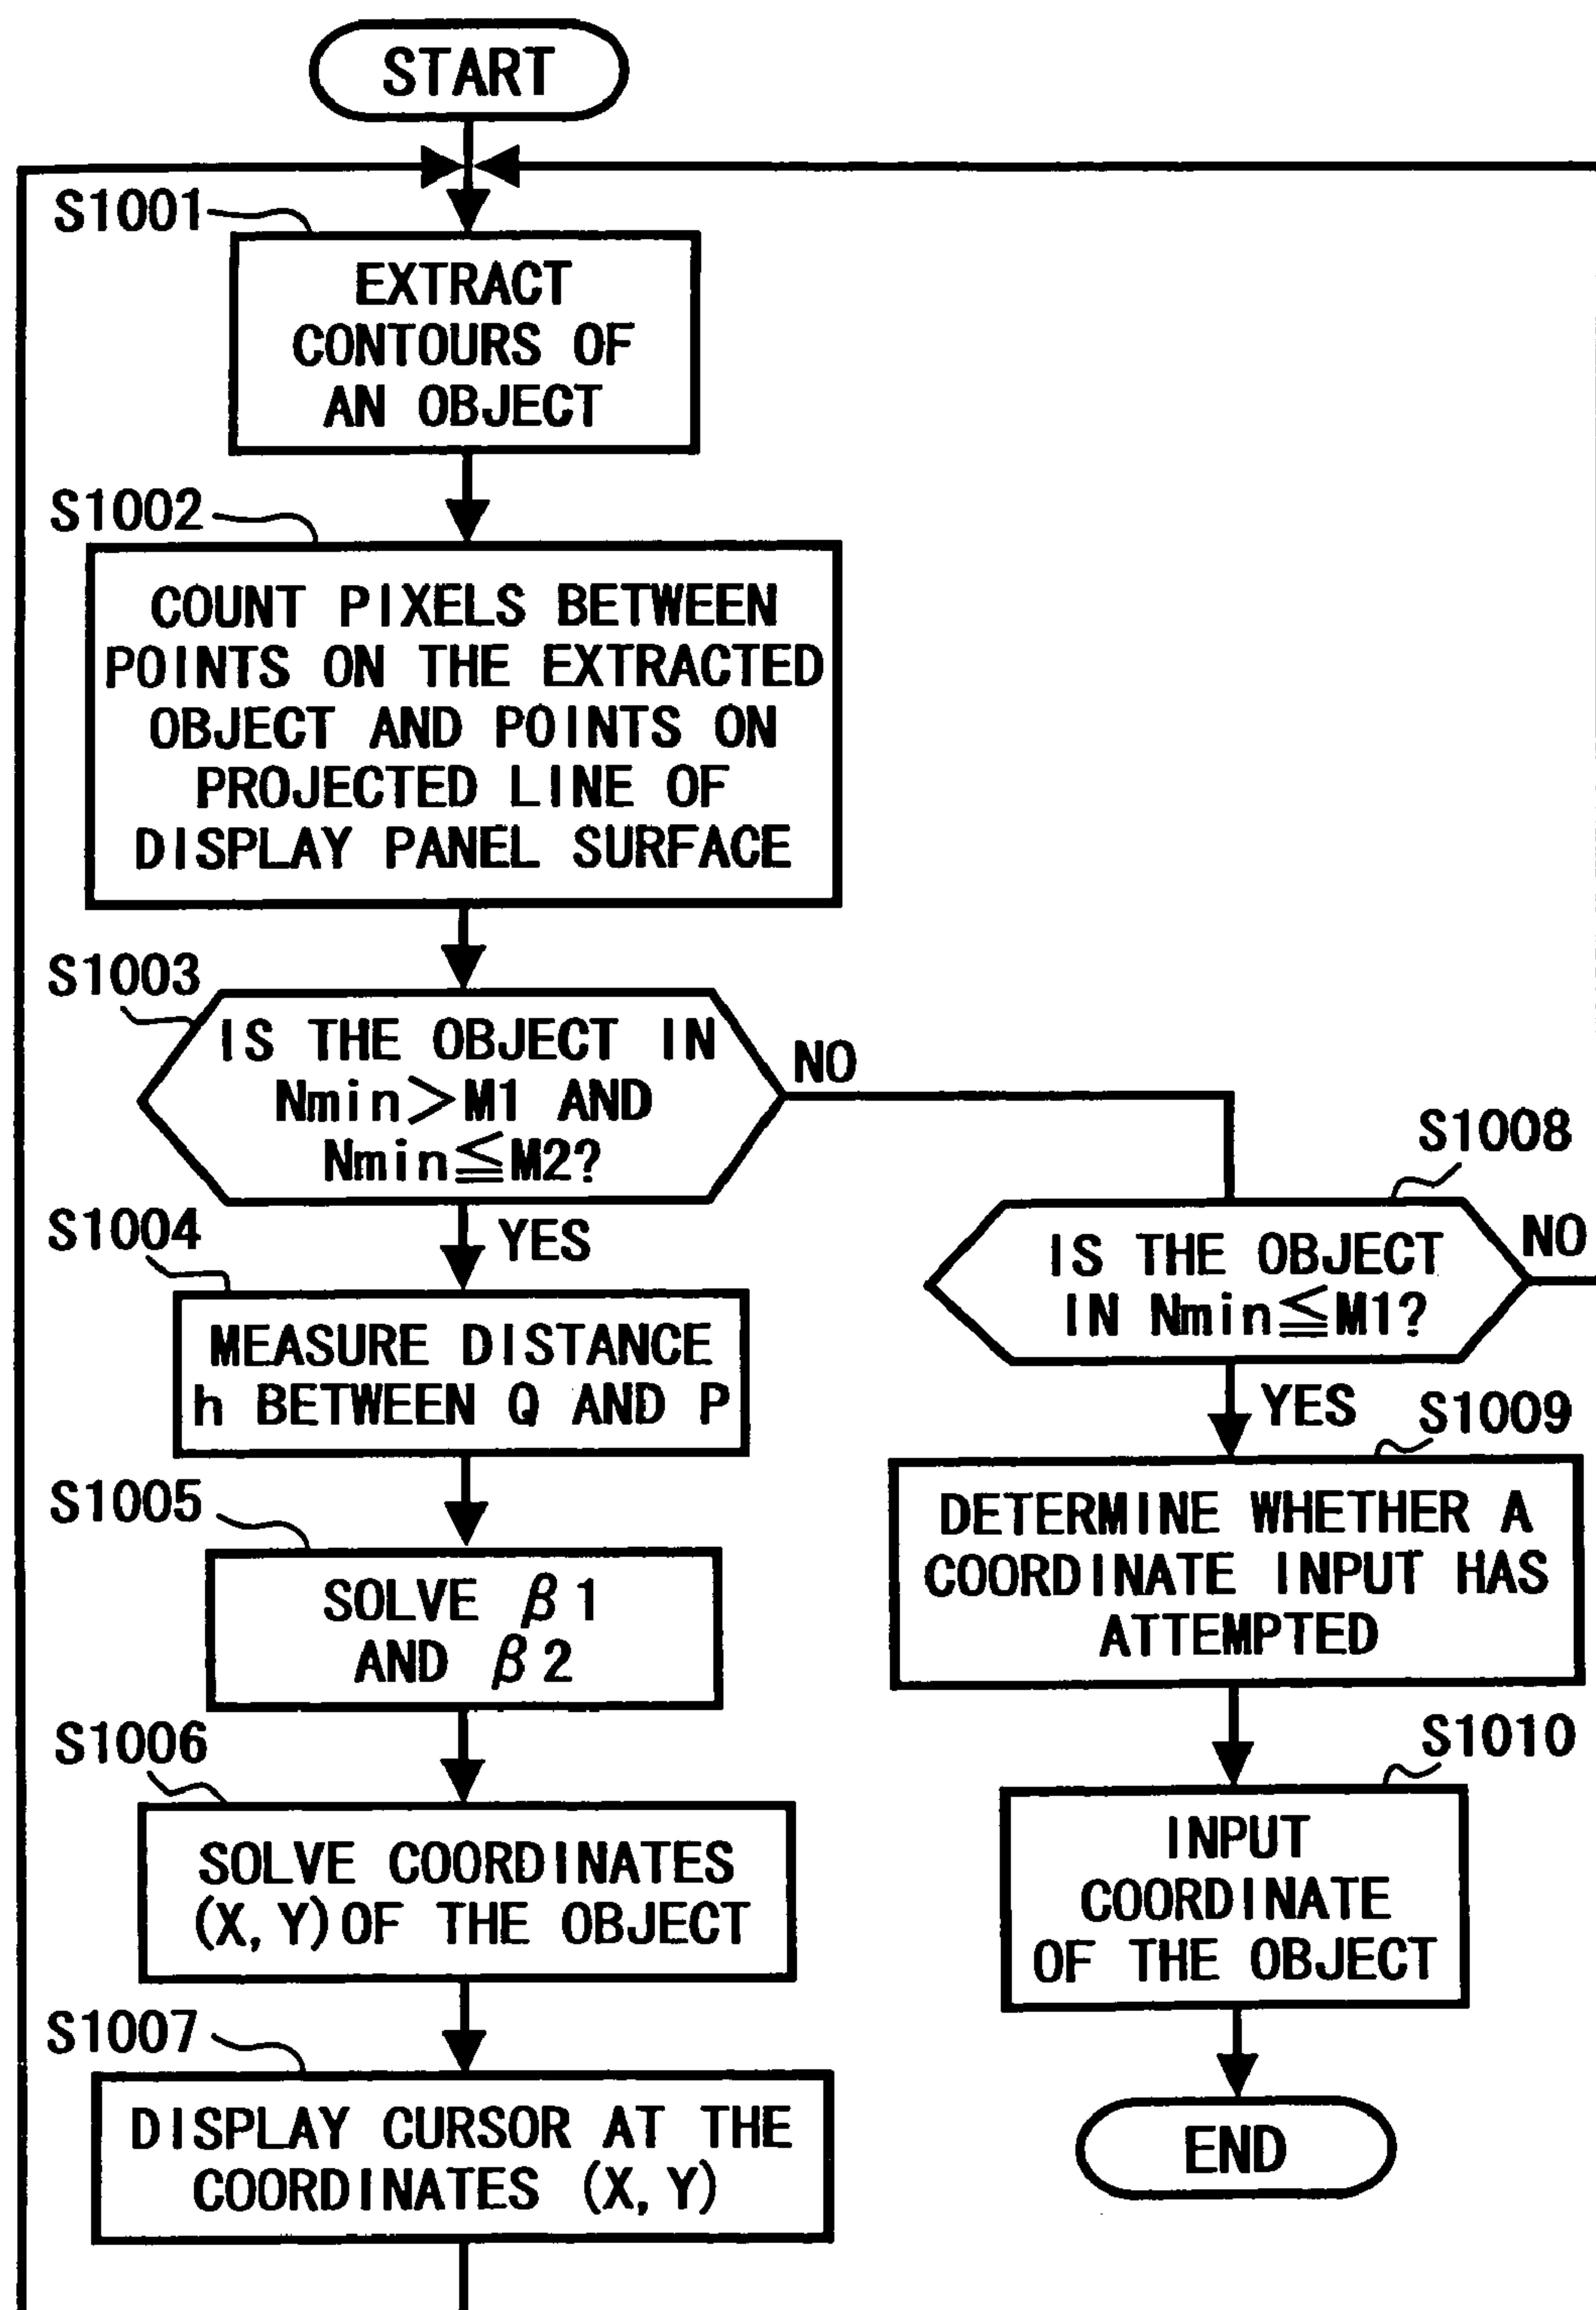 START
S1001
EXTRACT
CONTOURS OF
AN OBJECT
S1002
COUNT PIXELS BETWEEN
POINTS ON THE EXTRACTED
OBJECT AND POINTS ON
PROJECTED LINE OF
DISPLAY PANEL SURFACE
S1003
IS THE OBJECT IN
Nmin>M1 AND
Nmin≦M2?
NO
YES
S1004
MEASURE DISTANCE
h BETWEEN Q AND P
S1005
SOLVE β1
AND β2
S1006
SOLVE COORDINATES
(X, Y) OF THE OBJECT
S1007
DISPLAY CURSOR AT THE
COORDINATES (X, Y)
S1008
IS THE OBJECT
IN Nmin≦M1?
NO
YES
S1009
DETERMINE WHETHER A
COORDINATE INPUT HAS
ATTEMPTED
S1010
INPUT
COORDINATE
OF THE OBJECT
END